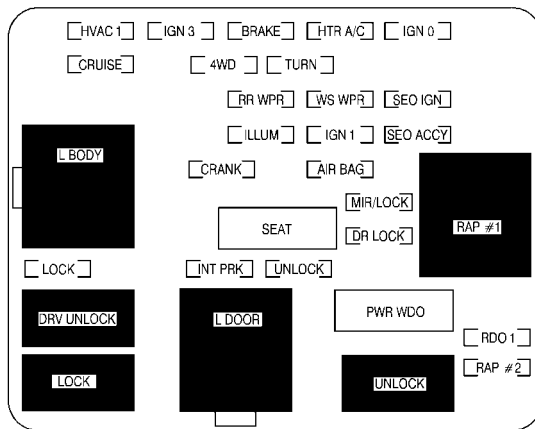 HVAC 1 IGN 3 BRAKE HTR A/C IGN 0
CRUISE 4WD TURN
RR WPR WS WPR SEO IGN
ILLUM IGN 1 SEO ACCY
L BODY
CRANK AIR BAG
MIR/LOCK
SEAT RAP #1
DR LOCK
LOCK INT PRK UNLOCK
DRV UNLOCK L DOOR PWR WDO
RDO 1
RAP #2
LOCK UNLOCK